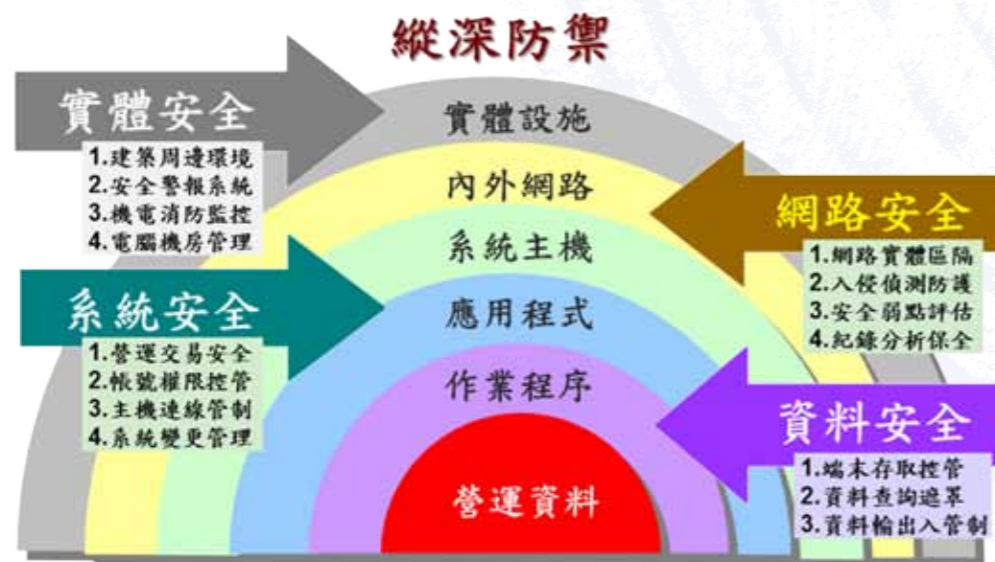 縱深防禦
實體安全
1.建築周邊環境
2.安全警報系統
3.機電消防監控
4.電腦機房管理
系統安全
1.營運交易安全
2.帳號權限控管
3.主機連線管制
4.系統變更管理
實體設施
內外網路
系統主機
應用程式
作業程序
營運資料
網路安全
1.網路實體區隔
2.入侵偵測防護
3.安全弱點評估
4.紀錄分析保全
資料安全
1.端末存取控管
2.資料查詢遮罩
3.資料輸出入管制